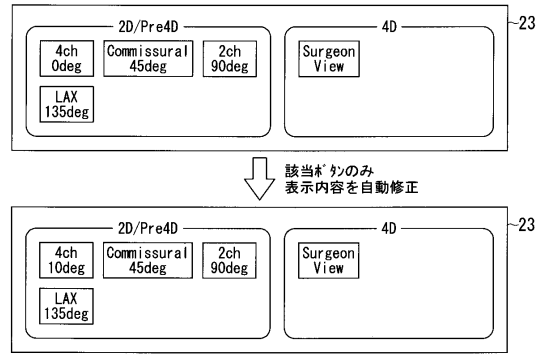 2D/Pre4D
4D
23
4ch
0deg
Commissural
45deg
2ch
90deg
Surgeon
View
LAX
135deg
該当ボタンのみ
表示内容を自動修正
2D/Pre4D
4D
23
4ch
10deg
Commissural
45deg
2ch
90deg
Surgeon
View
LAX
135deg